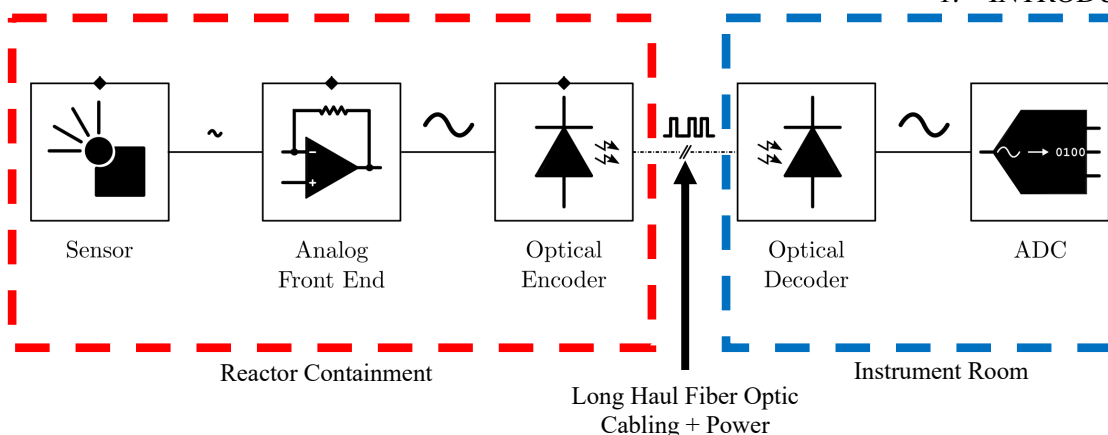 Sensor
Analog
Front End
Optical
Encoder
Optical
Decoder
0100
ADC
Reactor Containment
Instrument Room
Long Haul Fiber Optic
Cabling + Power